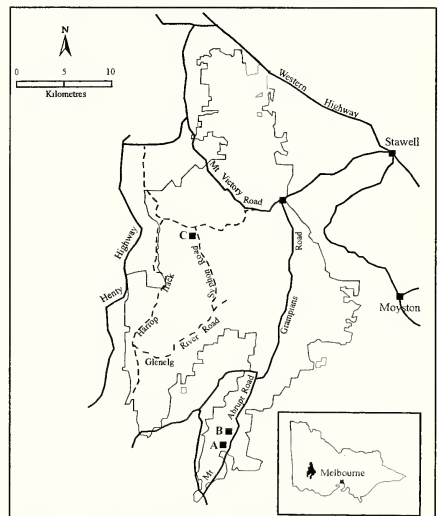 N
0 5 10
Kilometres
Western Highway
Stawell
Mt Victory Road
C
Henty Highway
Harrop Track
Syphon Road
Grampians Road
Moyston
Glenelg River Road
Mt Abrupt Road
B
A
Melbourne